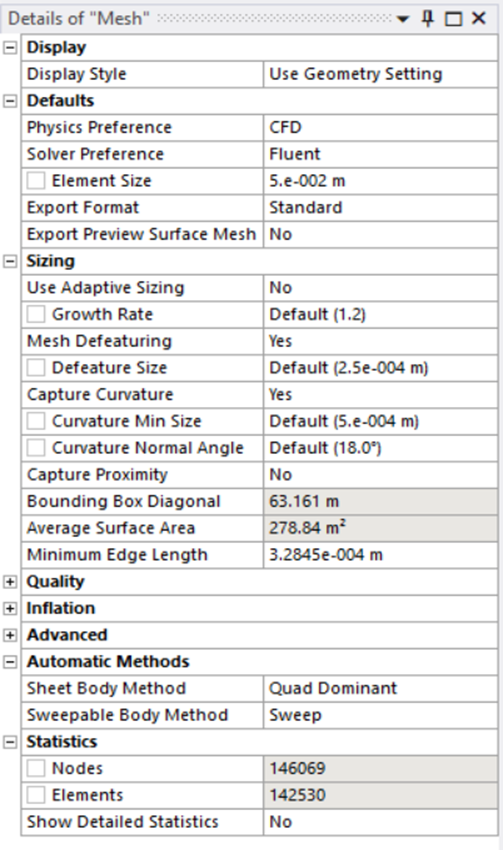 Details of "Mesh"
Display
Display Style Use Geometry Setting
Defaults
Physics Preference CFD
Solver Preference Fluent
Element Size 5.e-002 m
Export Format Standard
Export Preview Surface Mesh No
Sizing
Use Adaptive Sizing No
Growth Rate Default (1.2)
Mesh Defeaturing Yes
Defeature Size Default (2.5e-004 m)
Capture Curvature Yes
Curvature Min Size Default (5.e-004 m)
Curvature Normal Angle Default (18.0°)
Capture Proximity No
Bounding Box Diagonal 63.161 m
Average Surface Area 278.84 m²
Minimum Edge Length 3.2845e-004 m
Quality
Inflation
Advanced
Automatic Methods
Sheet Body Method Quad Dominant
Sweepable Body Method Sweep
Statistics
Nodes 146069
Elements 142530
Show Detailed Statistics No